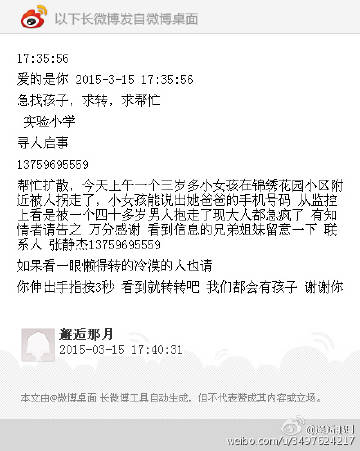 以下长微博发自微博桌面
17:35:56
爱的是你 2015-3-15 17:35:56
急找孩子，求转，求帮忙
实验小学
寻人启事
13759695559
帮忙扩散，今天上午一个三岁多小女孩在锦绣花园小区附
近被人拐走了，小女孩能说出她爸爸的手机号码 从监控
上看是被一个四十多岁男人抱走了现大人都急疯了 有知
情者请告之 万分感谢 看到信息的兄弟姐妹留意一下 联
系人 张静杰13759695559
如果看一眼懒得转的冷漠的人也请
你伸出手指按3秒 看到就转转吧 我们都会有孩子 谢谢你
邂逅那月
2015-03-15 17:40:31
本文由@微博桌面 长微博工具自动生成，但不代表赞成其内容或立场。
weibo.com/u/3497624217